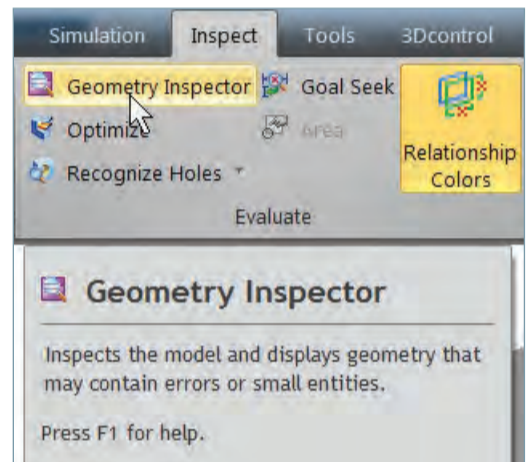 Simulation Inspect Tools 3Dcontrol
Geometry Inspector Goal Seek
Optimize Area
Recognize Holes
Relationship
Colors
Evaluate
Geometry Inspector
Inspects the model and displays geometry that
may contain errors or small entities.
Press F1 for help.